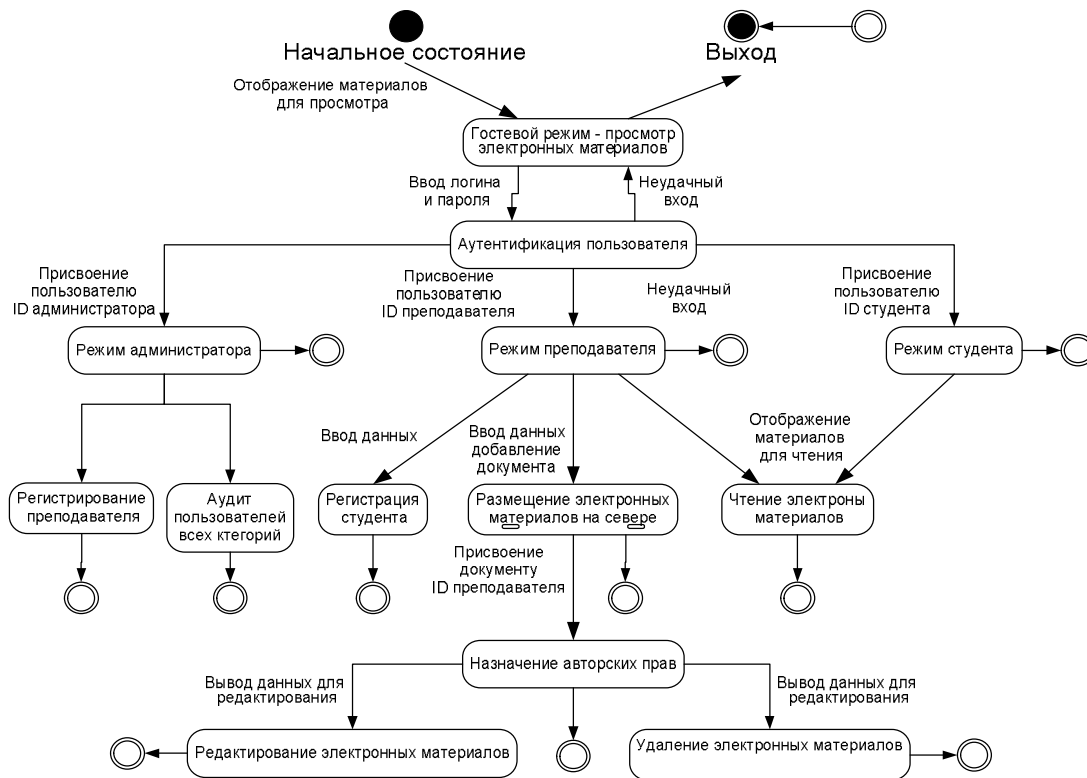 Начальное состояние
Выход
Отображение материалов
для просмотра
Гостевой режим - просмотр
электронных материалов
Ввод логина
и пароля
Неудачный
вход
Аутентификация пользователя
Присвоение
пользователю
ID администратора
Присвоение
пользователю
ID преподавателя
Неудачный
вход
Присвоение
пользователю
ID студента
Режим администратора
Режим преподавателя
Режим студента
Ввод данных
Ввод данных
добавление
документа
Отображение
материалов
для чтения
Регистрирование
преподавателя
Аудит
пользователей
всех ктегорий
Регистрация
студента
Размещение электронных
материалов на севере
Чтение электроны
материалов
Присвоение
документу
ID преподавателя
Назначение авторских прав
Вывод данных для
редактирования
Вывод данных для
редактирования
Редактирование электронных материалов
Удаление электронных материалов